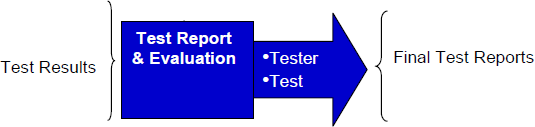 Test Results
Test Report
& Evaluation
•Tester
•Test
Final Test Reports